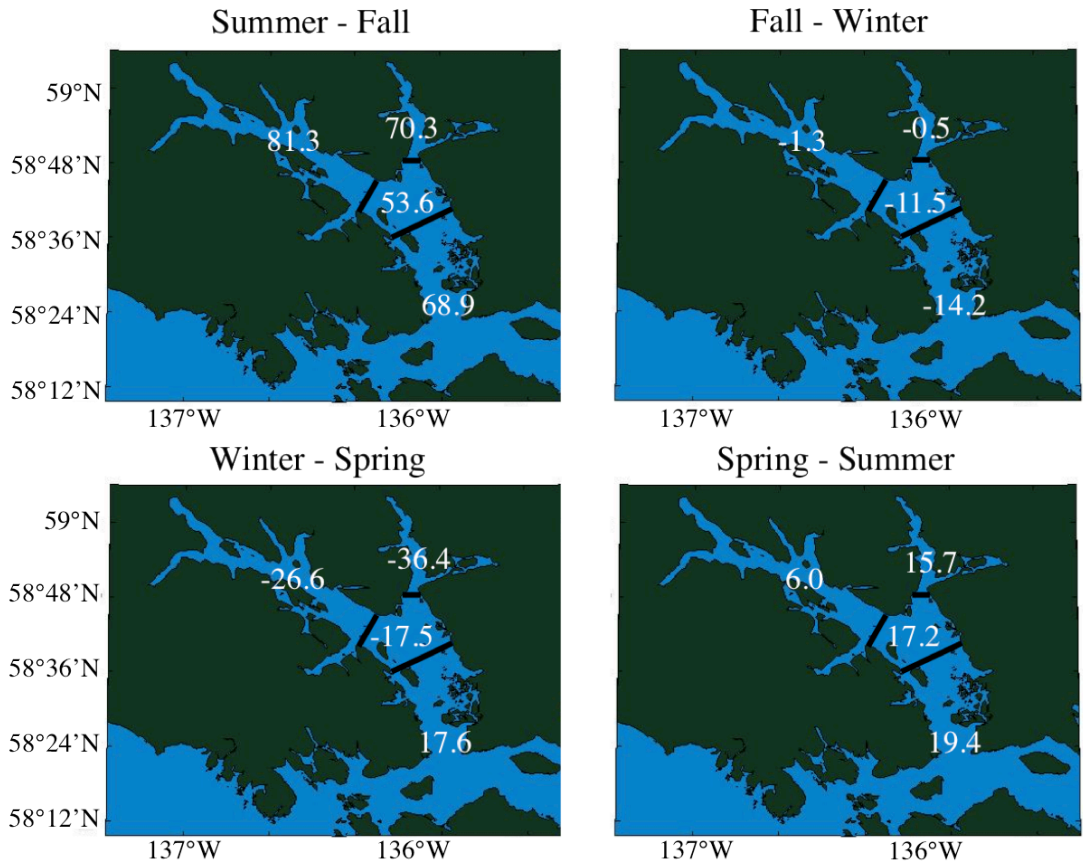 Summer - Fall
59°N
58°48’N
58°36’N
58°24’N
58°12’N
137°W
136°W
81.3
70.3
53.6
68.9
Fall - Winter
137°W
136°W
-1.3
-0.5
-11.5
-14.2
Winter - Spring
59°N
58°48’N
58°36’N
58°24’N
58°12’N
137°W
136°W
-26.6
-36.4
-17.5
17.6
Spring - Summer
137°W
136°W
6.0
15.7
17.2
19.4